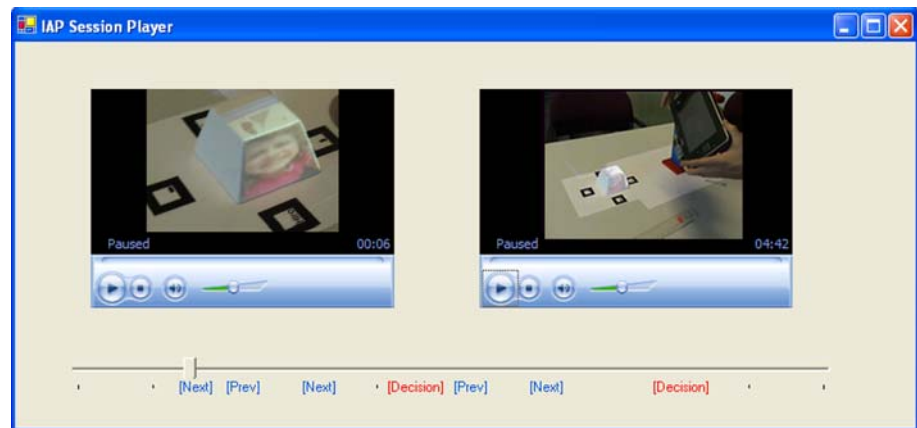 IAP Session Player
Paused 00:06
Paused 04:42
[Next] [Prev] [Next] [Decision] [Prev] [Next] [Decision]